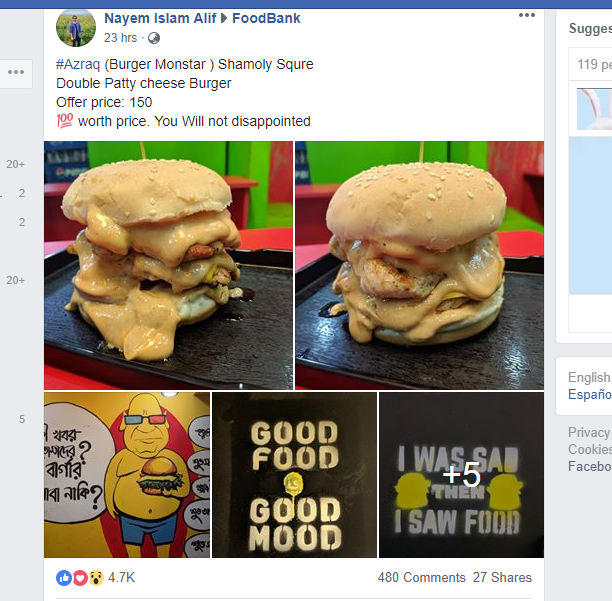 Nayem Islam Alif ▶ FoodBank
23 hrs ·
#Azraq (Burger Monstar ) Shamoly Squre
Double Patty cheese Burger
Offer price: 150
💯 worth price. You Will not disappointed
খবর
বার্গার
নাকি?
GOOD
FOOD
GOOD
MOOD
I WAS SAD
THEN
I SAW FOOD
+5
4.7K
480 Comments 27 Shares
20+
2
2
20+
5
Sugges
119 pe
English
Españo
Privacy
Cookies
Facebo